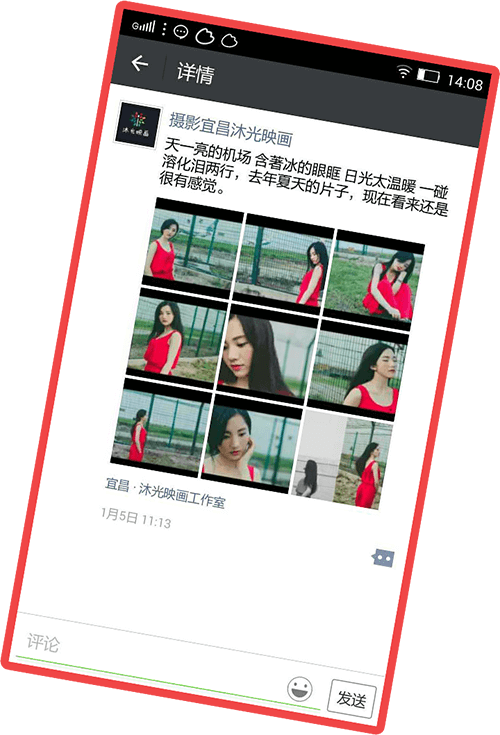 G 14:08
详情
沐光映画
摄影宜昌沐光映画
天一亮的机场 含著冰的眼眶 日光太温暖 一碰
溶化泪两行，去年夏天的片子，现在看来还是
很有感觉。
宜昌 · 沐光映画工作室
1月5日 11:13
评论
发送